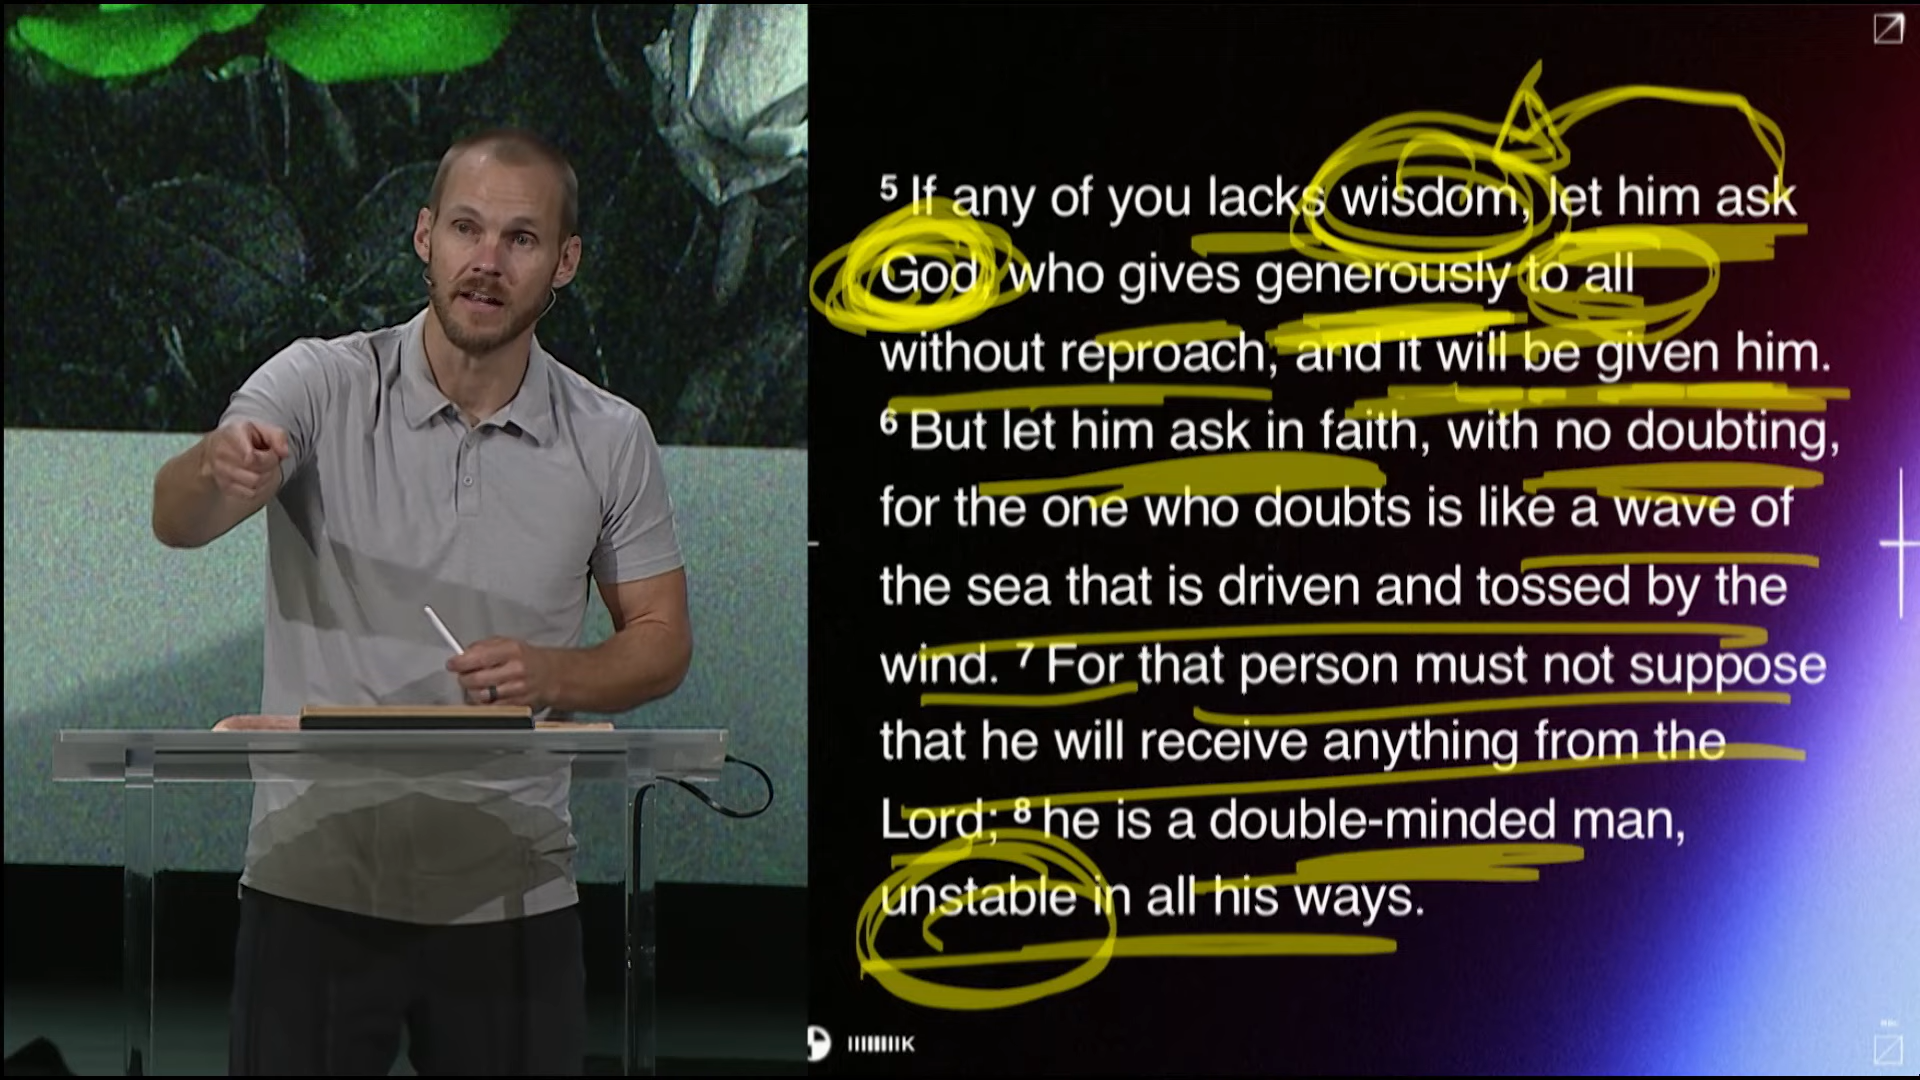 ⁵ If any of you lacks wisdom, let him ask
God, who gives generously to all
without reproach, and it will be given him.
⁶ But let him ask in faith, with no doubting,
for the one who doubts is like a wave of
the sea that is driven and tossed by the
wind. ⁷ For that person must not suppose
that he will receive anything from the
Lord; ⁸ he is a double-minded man,
unstable in all his ways.